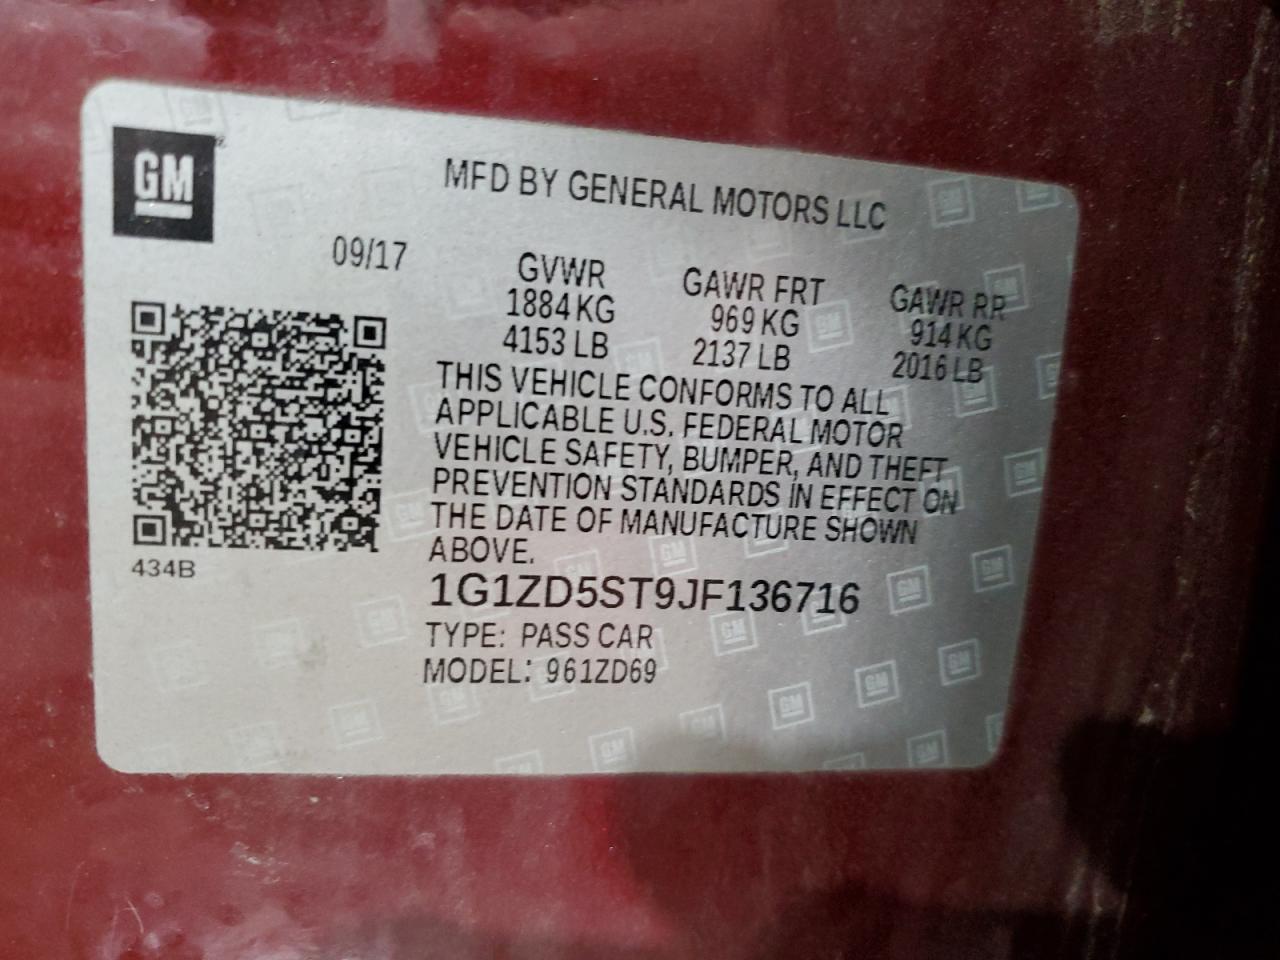 GM
MFD BY GENERAL MOTORS LLC
09/17
GVWR
1884 KG
4153 LB
GAWR FRT
969 KG
2137 LB
GAWR RR
914 KG
2016 LB
THIS VEHICLE CONFORMS TO ALL
APPLICABLE U.S. FEDERAL MOTOR
VEHICLE SAFETY, BUMPER, AND THEFT
PREVENTION STANDARDS IN EFFECT ON
THE DATE OF MANUFACTURE SHOWN
ABOVE.
434B
1G1ZD5ST9JF136716
TYPE: PASS CAR
MODEL: 961ZD69